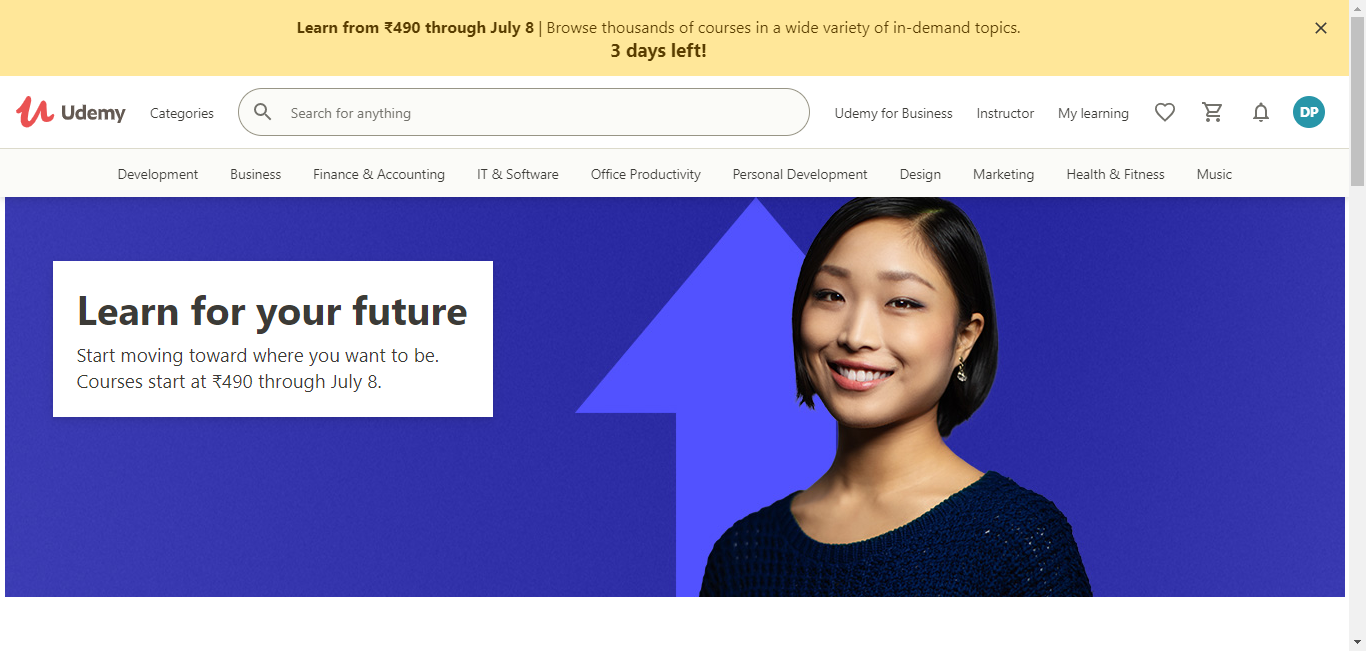 Learn from ₹490 through July 8 | Browse thousands of courses in a wide variety of in-demand topics.
3 days left!
Udemy
Categories
Search for anything
Udemy for Business
Instructor
My learning
DP
Development
Business
Finance & Accounting
IT & Software
Office Productivity
Personal Development
Design
Marketing
Health & Fitness
Music
Learn for your future
Start moving toward where you want to be.
Courses start at ₹490 through July 8.